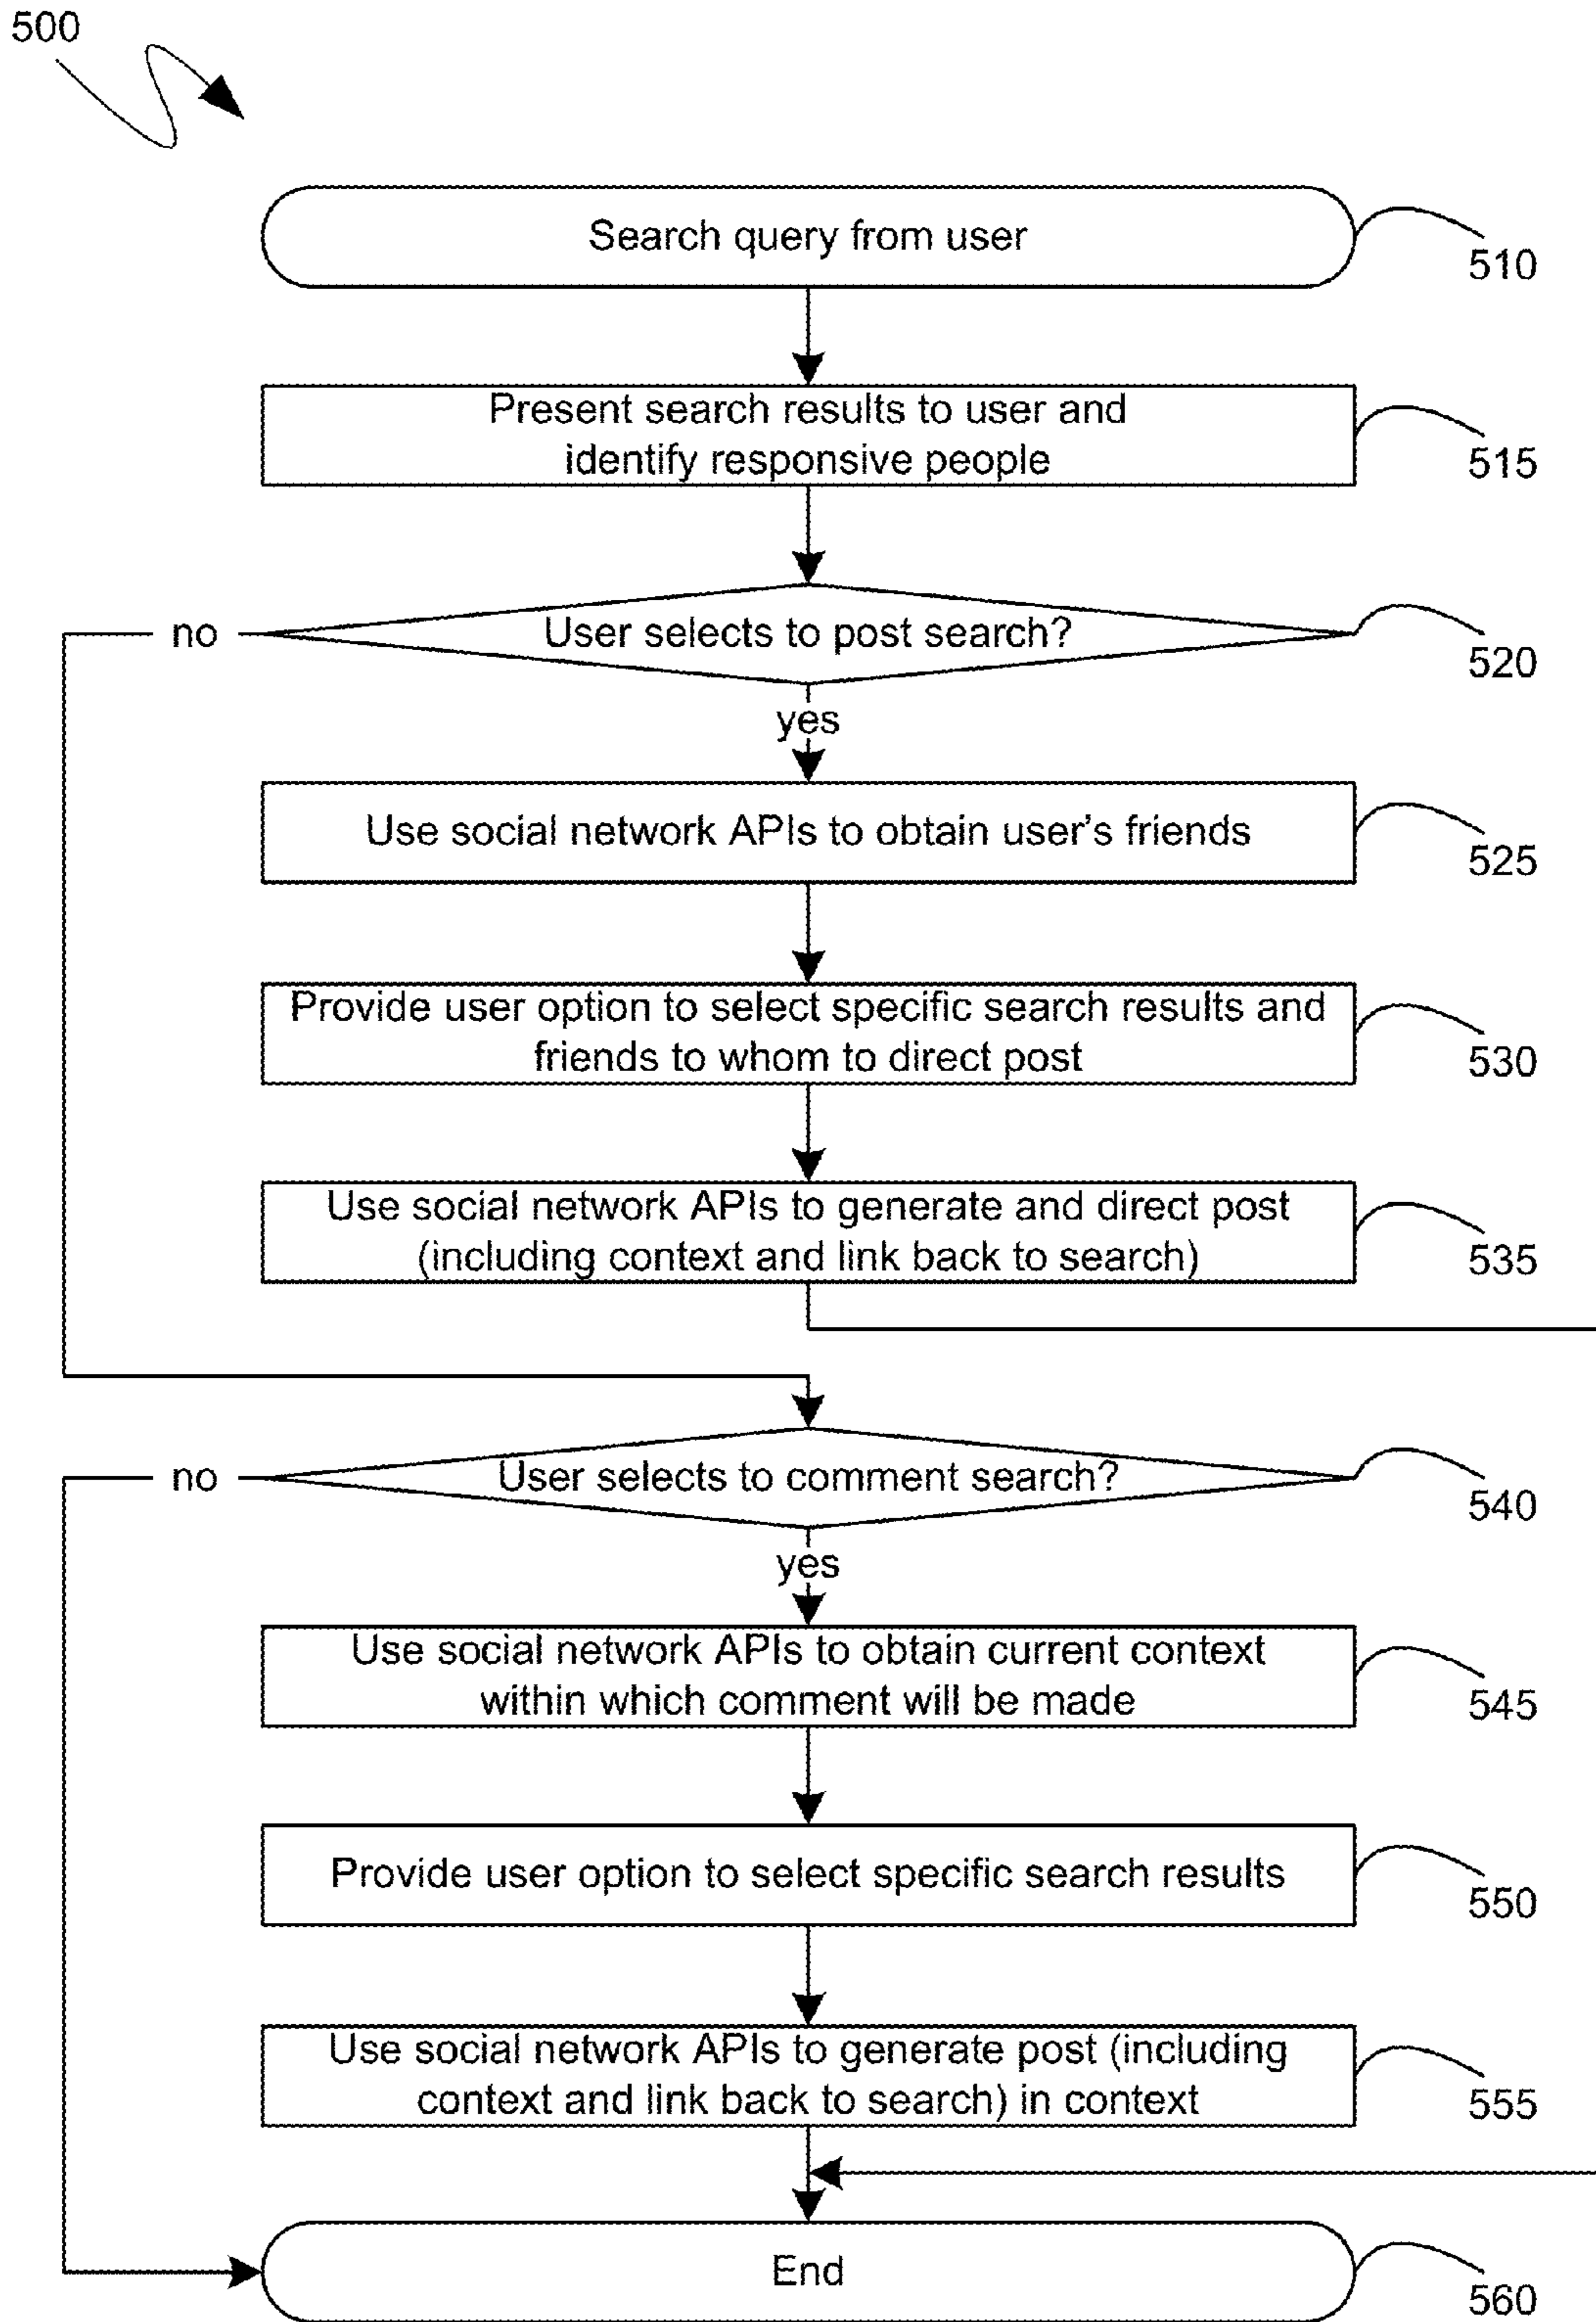 500
Search query from user
510
Present search results to user and
identify responsive people
515
no
User selects to post search?
520
yes
Use social network APIs to obtain user's friends
525
Provide user option to select specific search results and
friends to whom to direct post
530
Use social network APIs to generate and direct post
(including context and link back to search)
535
no
User selects to comment search?
540
yes
Use social network APIs to obtain current context
within which comment will be made
545
Provide user option to select specific search results
550
Use social network APIs to generate post (including
context and link back to search) in context
555
End
560